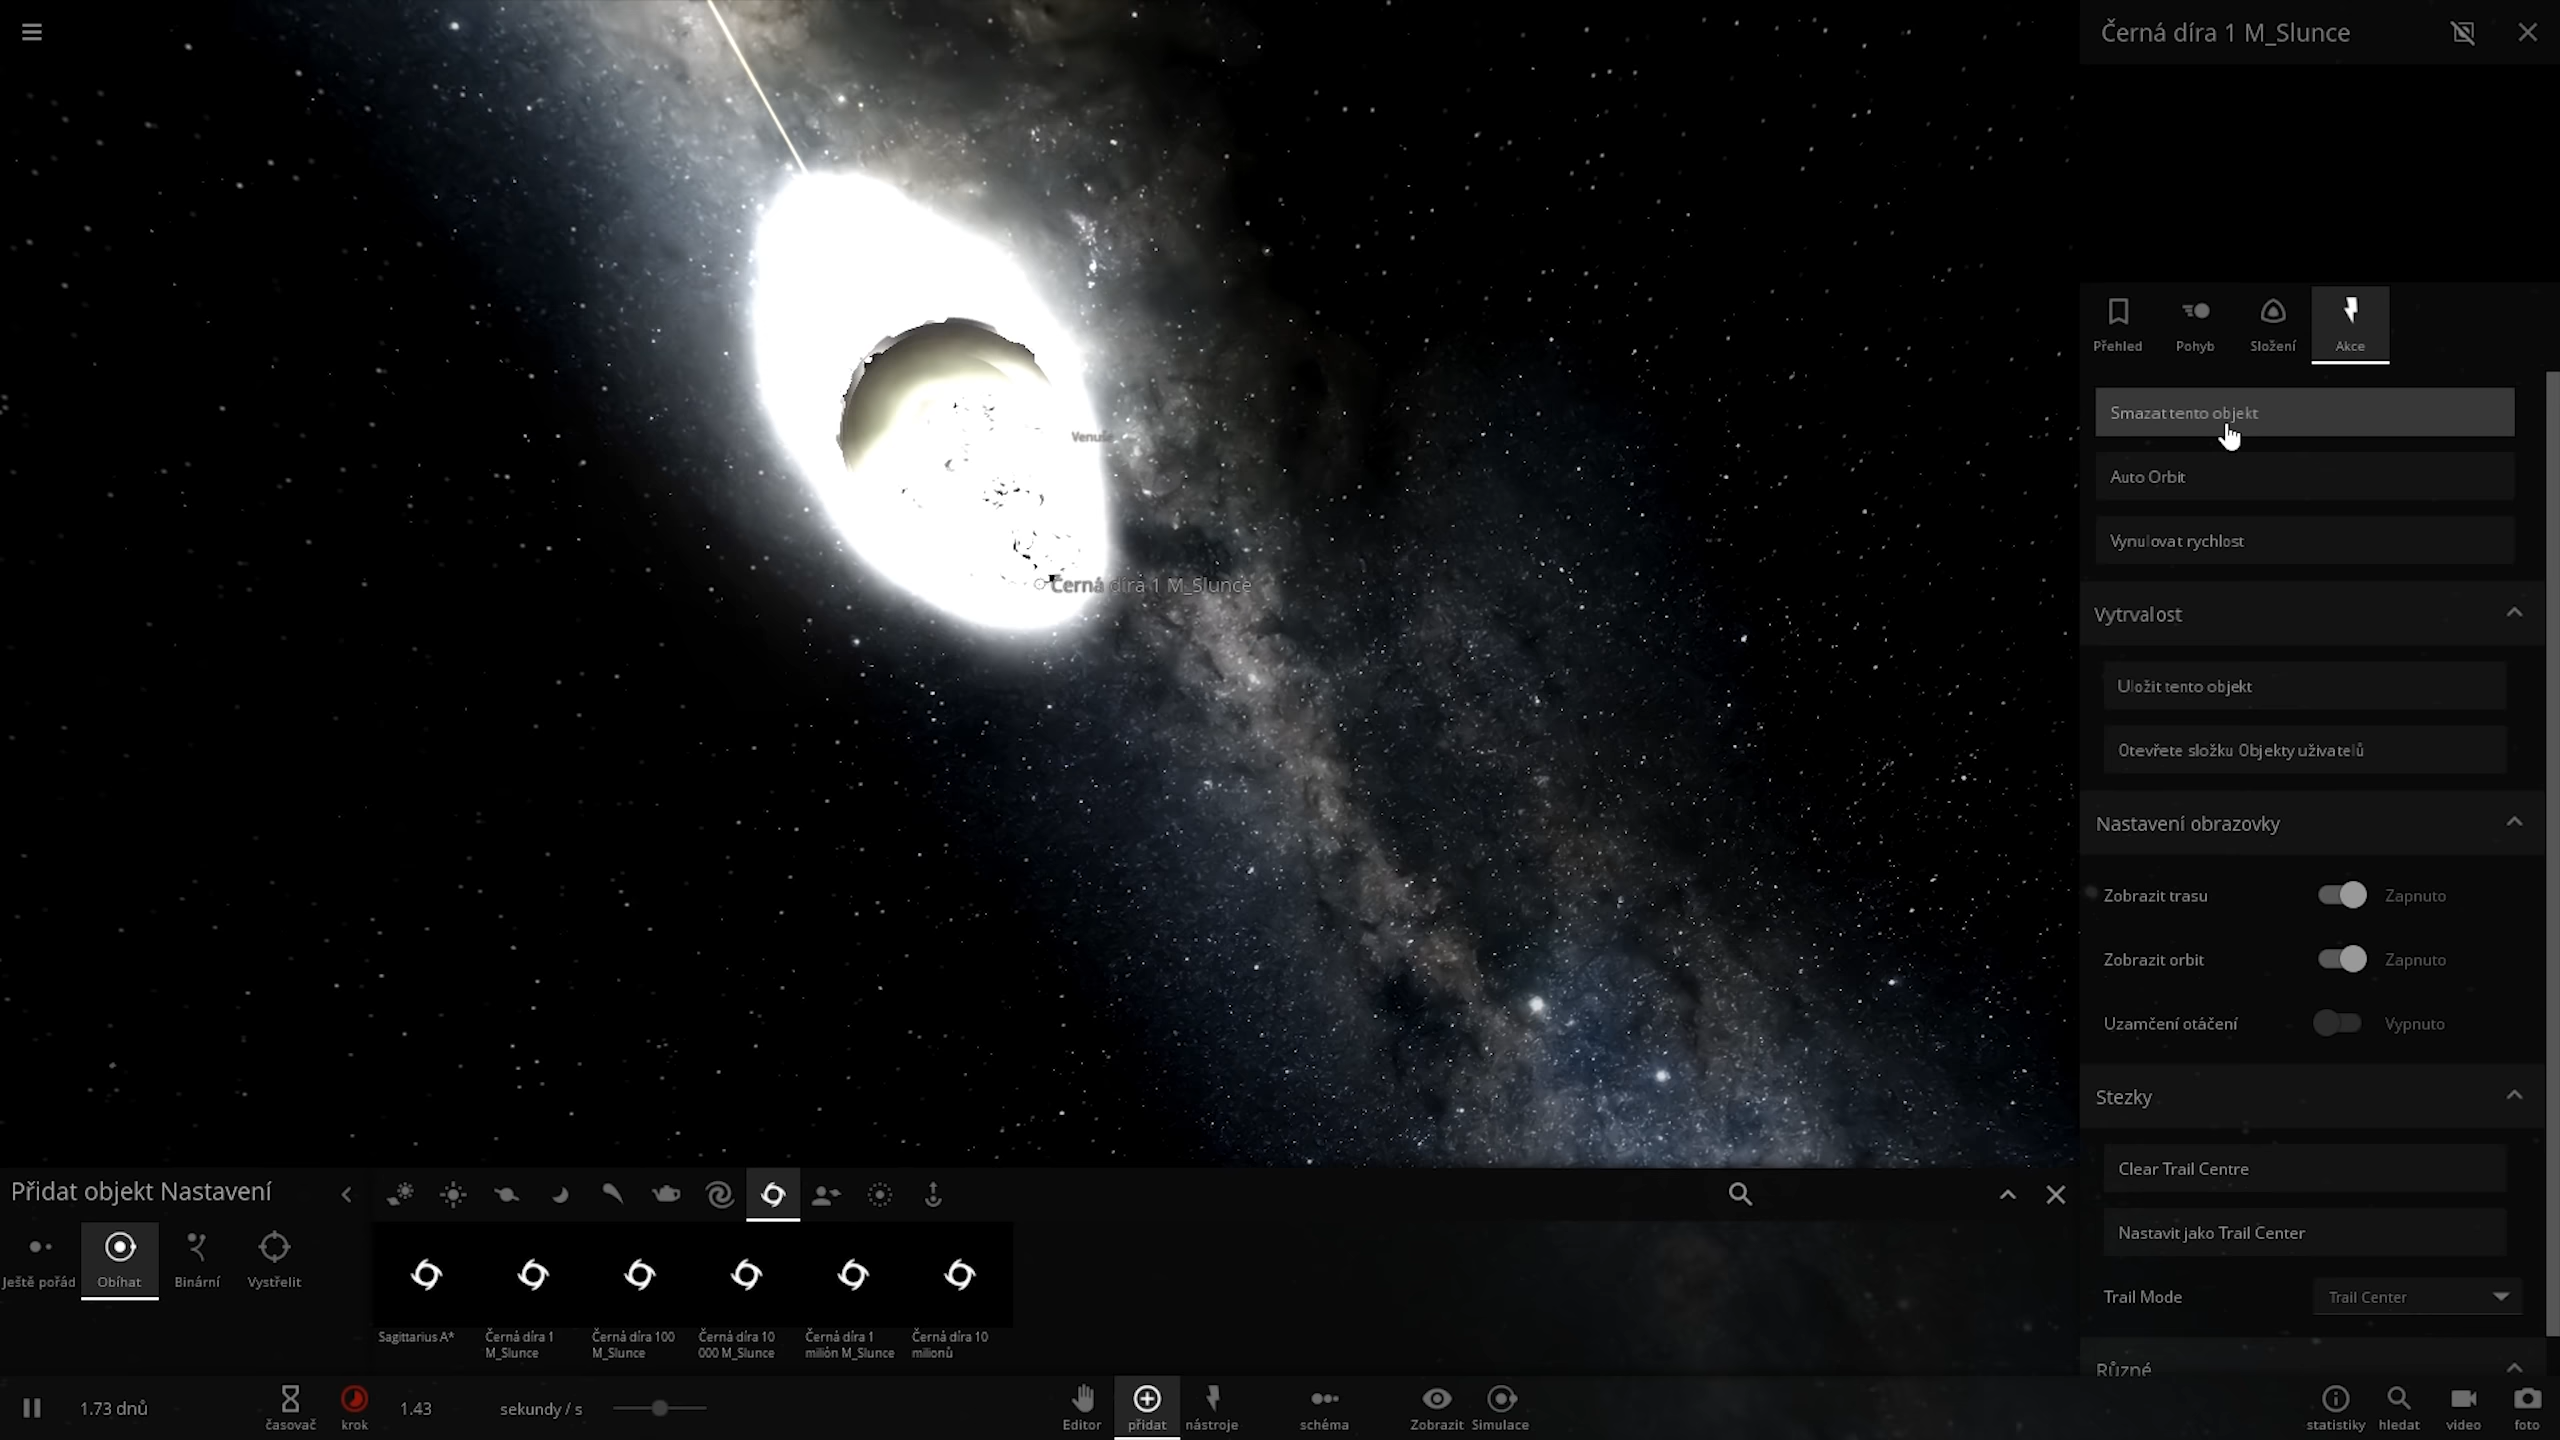 Černá díra 1 M_Slunce
Přehled
Pohyb
Složení
Akce
Smazat tento objekt
Auto Orbit
Vynulovat rychlost
Vytrvalost
Uložit tento objekt
Otevřete složku Objekty uživatelů
Nastavení obrazovky
Zobrazit trasu
Zapnuto
Zobrazit orbit
Zapnuto
Uzamčení otáčení
Vypnuto
Stezky
Clear Trail Centre
Nastavit jako Trail Center
Trail Mode
Trail Center
Různé
Venuše
Černá díra 1 M_Slunce
Přidat objekt Nastavení
Ještě pořád
Obíhat
Binární
Vystřelit
Sagittarius A*
Černá díra 1
M_Slunce
Černá díra 100
M_Slunce
Černá díra 10
000 M_Slunce
Černá díra 1
milión M_Slunce
Černá díra 10
milionů
1.73 dnů
časovač
krok
1.43
sekundy / s
Editor
přidat
nástroje
schéma
Zobrazit
Simulace
statistiky
hledat
video
foto